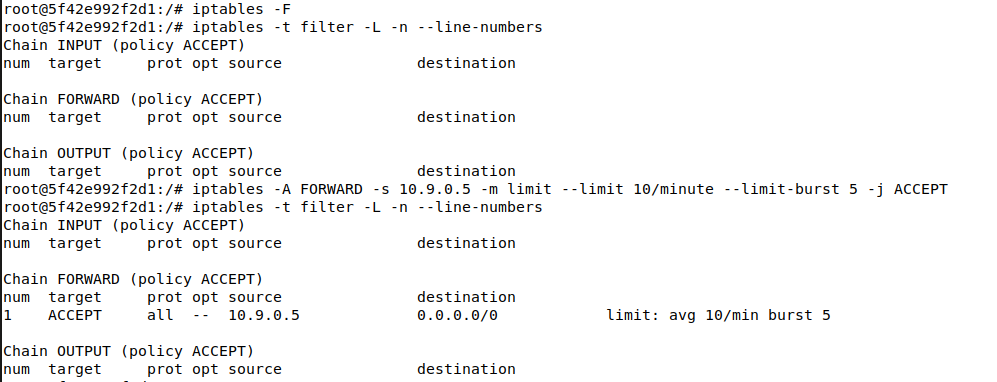 root@5f42e992f2d1:/# iptables -F
root@5f42e992f2d1:/# iptables -t filter -L -n --line-numbers
Chain INPUT (policy ACCEPT)
num  target     prot opt source               destination

Chain FORWARD (policy ACCEPT)
num  target     prot opt source               destination

Chain OUTPUT (policy ACCEPT)
num  target     prot opt source               destination
root@5f42e992f2d1:/# iptables -A FORWARD -s 10.9.0.5 -m limit --limit 10/minute --limit-burst 5 -j ACCEPT
root@5f42e992f2d1:/# iptables -t filter -L -n --line-numbers
Chain INPUT (policy ACCEPT)
num  target     prot opt source               destination

Chain FORWARD (policy ACCEPT)
num  target     prot opt source               destination
1    ACCEPT     all  --  10.9.0.5             0.0.0.0/0            limit: avg 10/min burst 5

Chain OUTPUT (policy ACCEPT)
num  target     prot opt source               destination